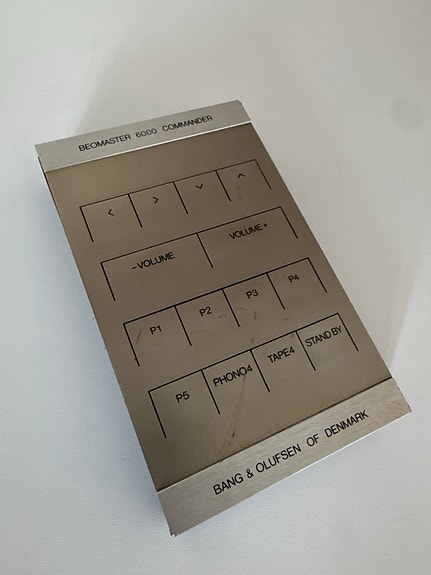 BEOMASTER 6000 COMMANDER
< > ⌄ ^
-VOLUME VOLUME+
P1 P2 P3 P4
P5 PHONO4 TAPE4 STAND BY
BANG & OLUFSEN OF DENMARK